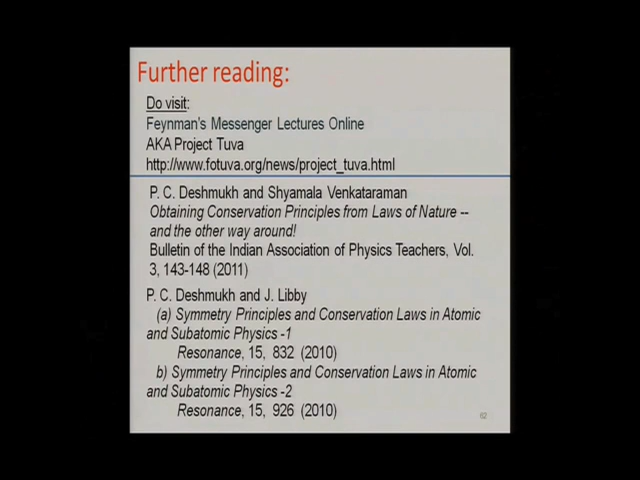 Further reading:
Do visit:
Feynman's Messenger Lectures Online
AKA Project Tuva
http://www.fotuva.org/news/project_tuva.html
P. C. Deshmukh and Shyamala Venkataraman
Obtaining Conservation Principles from Laws of Nature --
and the other way around!
Bulletin of the Indian Association of Physics Teachers, Vol.
3, 143-148 (2011)
P. C. Deshmukh and J. Libby
(a) Symmetry Principles and Conservation Laws in Atomic
and Subatomic Physics -1
Resonance, 15, 832 (2010)
b) Symmetry Principles and Conservation Laws in Atomic
and Subatomic Physics -2
Resonance, 15, 926 (2010)
62